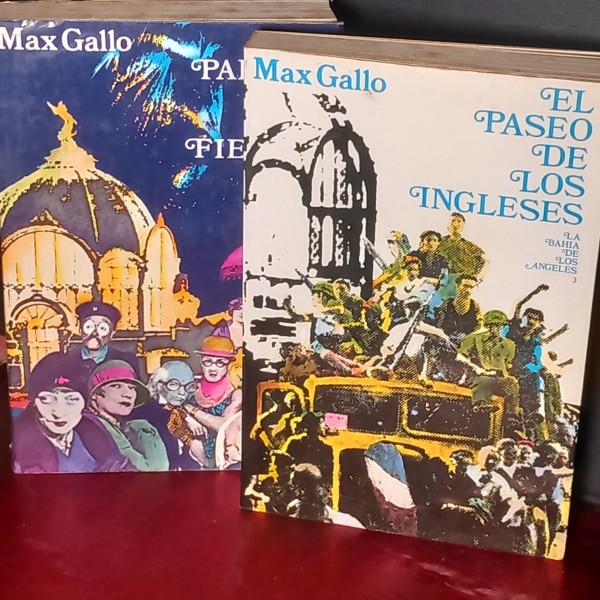 Max Gallo
PA
FIE
Max Gallo
EL
PASEO
DE
LOS
INGLESES
LA
BAHIA
DE
LOS
ANGELES
3